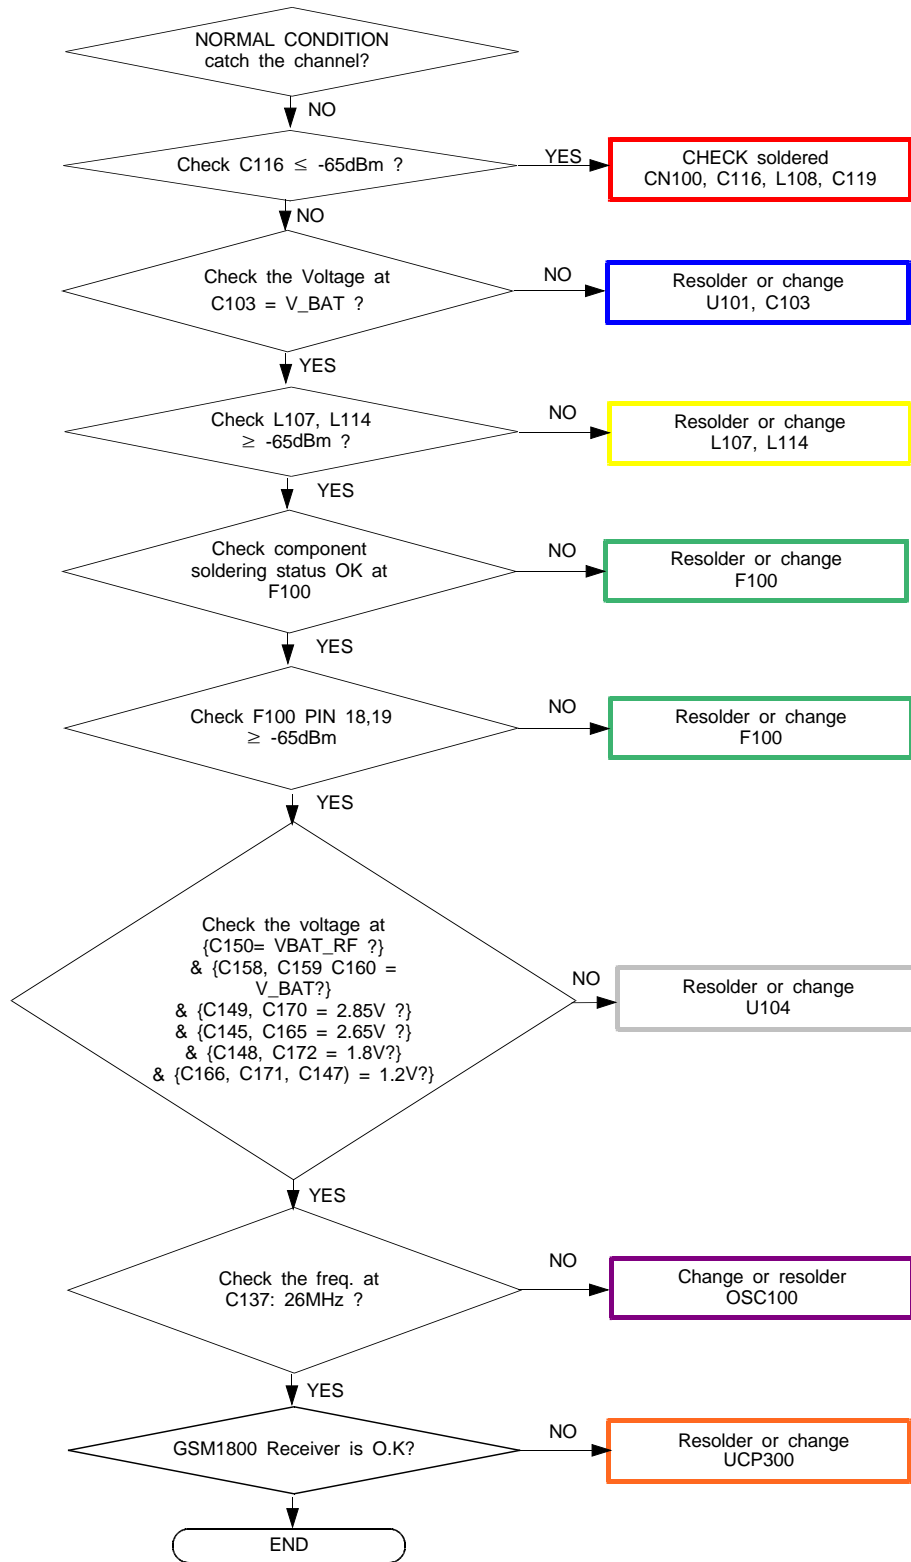 NORMAL CONDITION
catch the channel?
NO
Check C116 ≤ -65dBm ?
YES
CHECK soldered
CN100, C116, L108, C119
NO
Check the Voltage at
C103 = V_BAT ?
NO
Resolder or change
U101, C103
YES
Check L107, L114
≥ -65dBm ?
NO
Resolder or change
L107, L114
YES
Check component
soldering status OK at
F100
NO
Resolder or change
F100
YES
Check F100 PIN 18,19
≥ -65dBm
NO
Resolder or change
F100
YES
Check the voltage at
{C150= VBAT_RF ?}
& {C158, C159 C160 =
V_BAT?}
& {C149, C170 = 2.85V ?}
& {C145, C165 = 2.65V ?}
& {C148, C172 = 1.8V?}
& {C166, C171, C147) = 1.2V?}
NO
Resolder or change
U104
YES
Check the freq. at
C137: 26MHz ?
NO
Change or resolder
OSC100
YES
GSM1800 Receiver is O.K?
NO
Resolder or change
UCP300
END